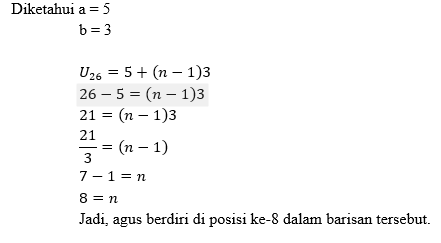 Diketahui a = 5
b = 3
U₂₆ = 5 + (n − 1)3
26 − 5 = (n − 1)3
21 = (n − 1)3
21/3 = (n − 1)
7 − 1 = n
8 = n
Jadi, agus berdiri di posisi ke-8 dalam barisan tersebut.